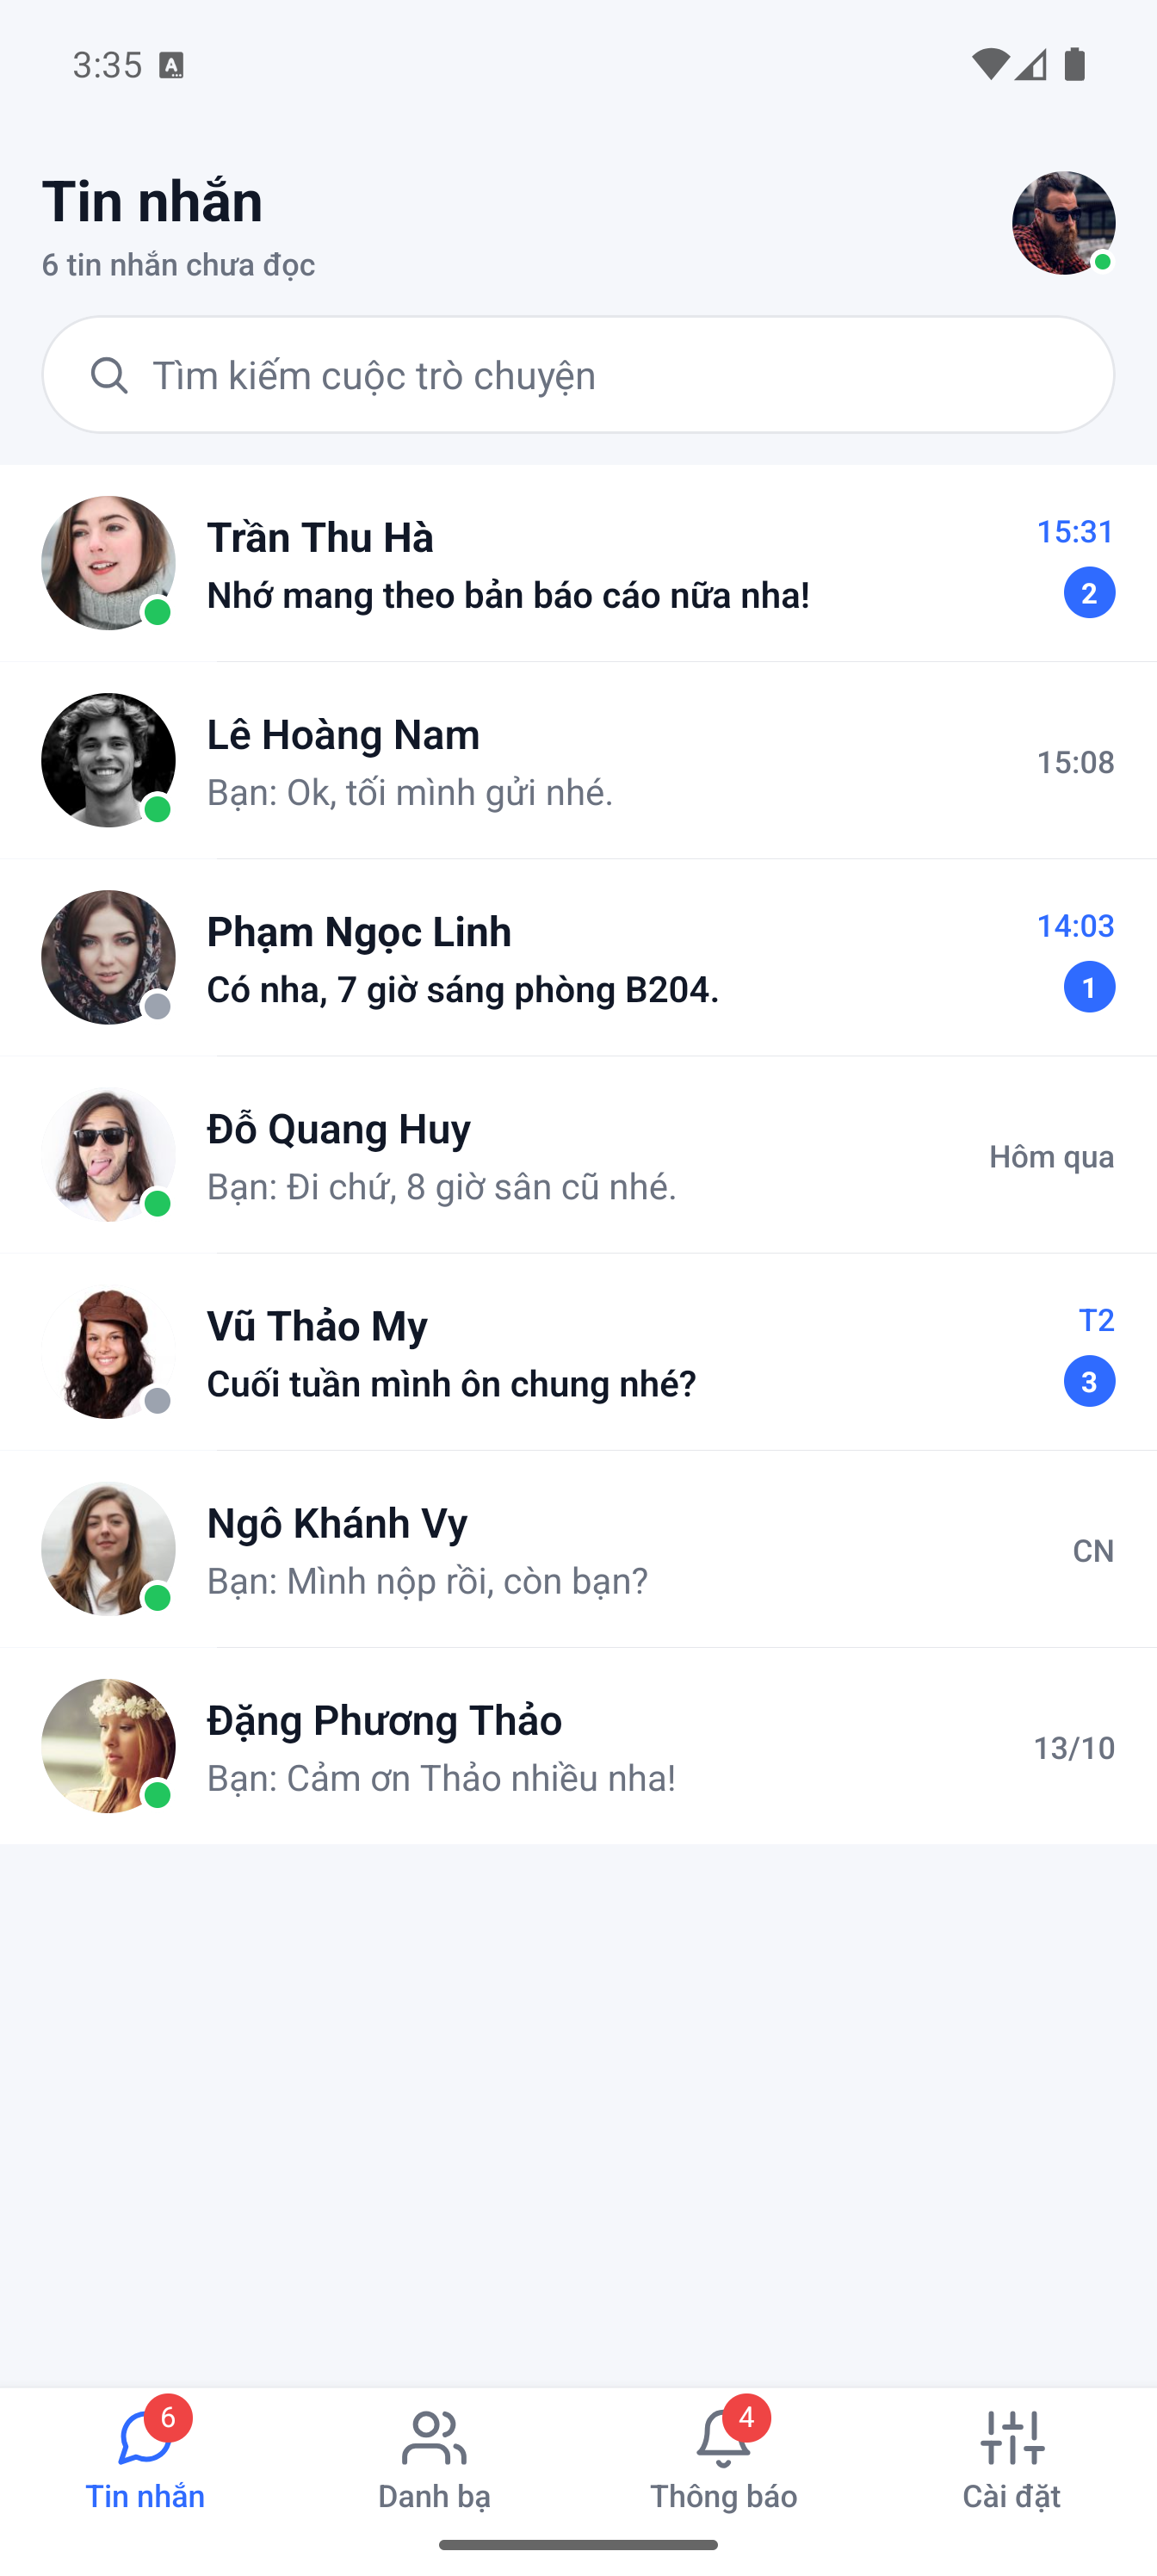 3:35
A
Tin nhắn
6 tin nhắn chưa đọc
Tìm kiếm cuộc trò chuyện
Trần Thu Hà
15:31
Nhớ mang theo bản báo cáo nữa nha!
2
Lê Hoàng Nam
15:08
Bạn: Ok, tối mình gửi nhé.
Phạm Ngọc Linh
14:03
Có nha, 7 giờ sáng phòng B204.
1
Đỗ Quang Huy
Hôm qua
Bạn: Đi chứ, 8 giờ sân cũ nhé.
Vũ Thảo My
T2
Cuối tuần mình ôn chung nhé?
3
Ngô Khánh Vy
CN
Bạn: Mình nộp rồi, còn bạn?
Đặng Phương Thảo
13/10
Bạn: Cảm ơn Thảo nhiều nha!
6
4
Tin nhắn
Danh bạ
Thông báo
Cài đặt